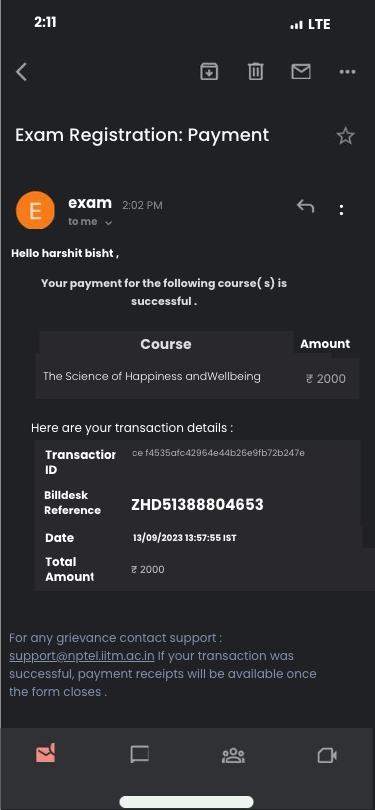 2:11 LTE
Exam Registration: Payment
E exam 2:02 PM
to me
Hello harshit bisht ,
Your payment for the following course( s) is
successful .
Course Amount
The Science of Happiness andWellbeing ₹ 2000
Here are your transaction details :
Transaction ce f4535afc42964e44b26e9fb72b247e
ID
Billdesk
Reference ZHD51388804653
Date 13/09/2023 13:57:55 IST
Total
Amount ₹ 2000
For any grievance contact support :
support@nptel.iitm.ac.in If your transaction was
successful, payment receipts will be available once
the form closes .